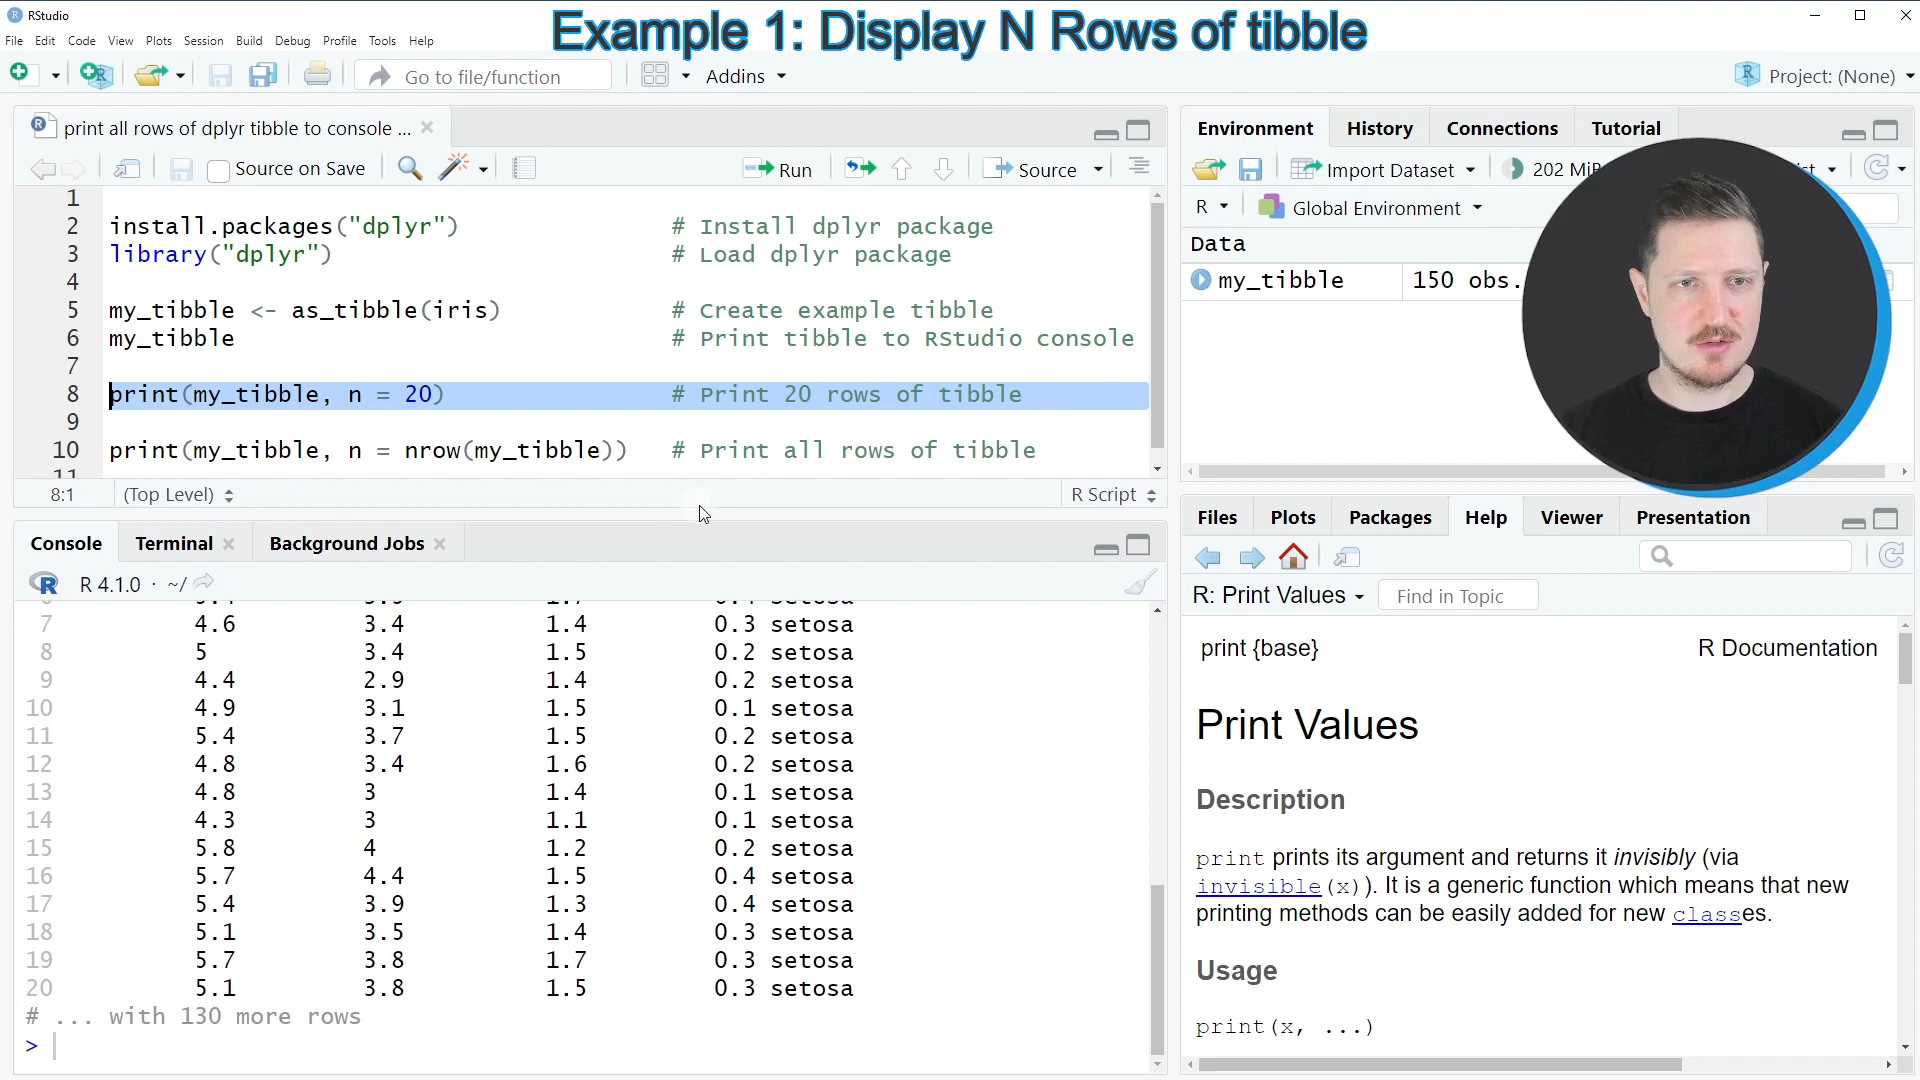 RStudio
Example 1: Display N Rows of tibble
File Edit Code View Plots Session Build Debug Profile Tools Help
Go to file/function Addins Project: (None)
print all rows of dplyr tibble to console ...
Source on Save Run Source
1
2 install.packages("dplyr") # Install dplyr package
3 library("dplyr") # Load dplyr package
4
5 my_tibble <- as_tibble(iris) # Create example tibble
6 my_tibble # Print tibble to RStudio console
7
8 print(my_tibble, n = 20) # Print 20 rows of tibble
9
10 print(my_tibble, n = nrow(my_tibble)) # Print all rows of tibble
11
8:1 (Top Level) R Script
Console Terminal Background Jobs
R 4.1.0 · ~/
7 4.6 3.4 1.4 0.3 setosa
8 5 3.4 1.5 0.2 setosa
9 4.4 2.9 1.4 0.2 setosa
10 4.9 3.1 1.5 0.1 setosa
11 5.4 3.7 1.5 0.2 setosa
12 4.8 3.4 1.6 0.2 setosa
13 4.8 3 1.4 0.1 setosa
14 4.3 3 1.1 0.1 setosa
15 5.8 4 1.2 0.2 setosa
16 5.7 4.4 1.5 0.4 setosa
17 5.4 3.9 1.3 0.4 setosa
18 5.1 3.5 1.4 0.3 setosa
19 5.7 3.8 1.7 0.3 setosa
20 5.1 3.8 1.5 0.3 setosa
# ... with 130 more rows
>
Environment History Connections Tutorial
Import Dataset 202
R Global Environment
Data
my_tibble 150 obs.
Files Plots Packages Help Viewer Presentation
R: Print Values Find in Topic
print {base} R Documentation
Print Values
Description
print prints its argument and returns it invisibly (via
invisible(x)). It is a generic function which means that new
printing methods can be easily added for new classes.
Usage
print(x, ...)